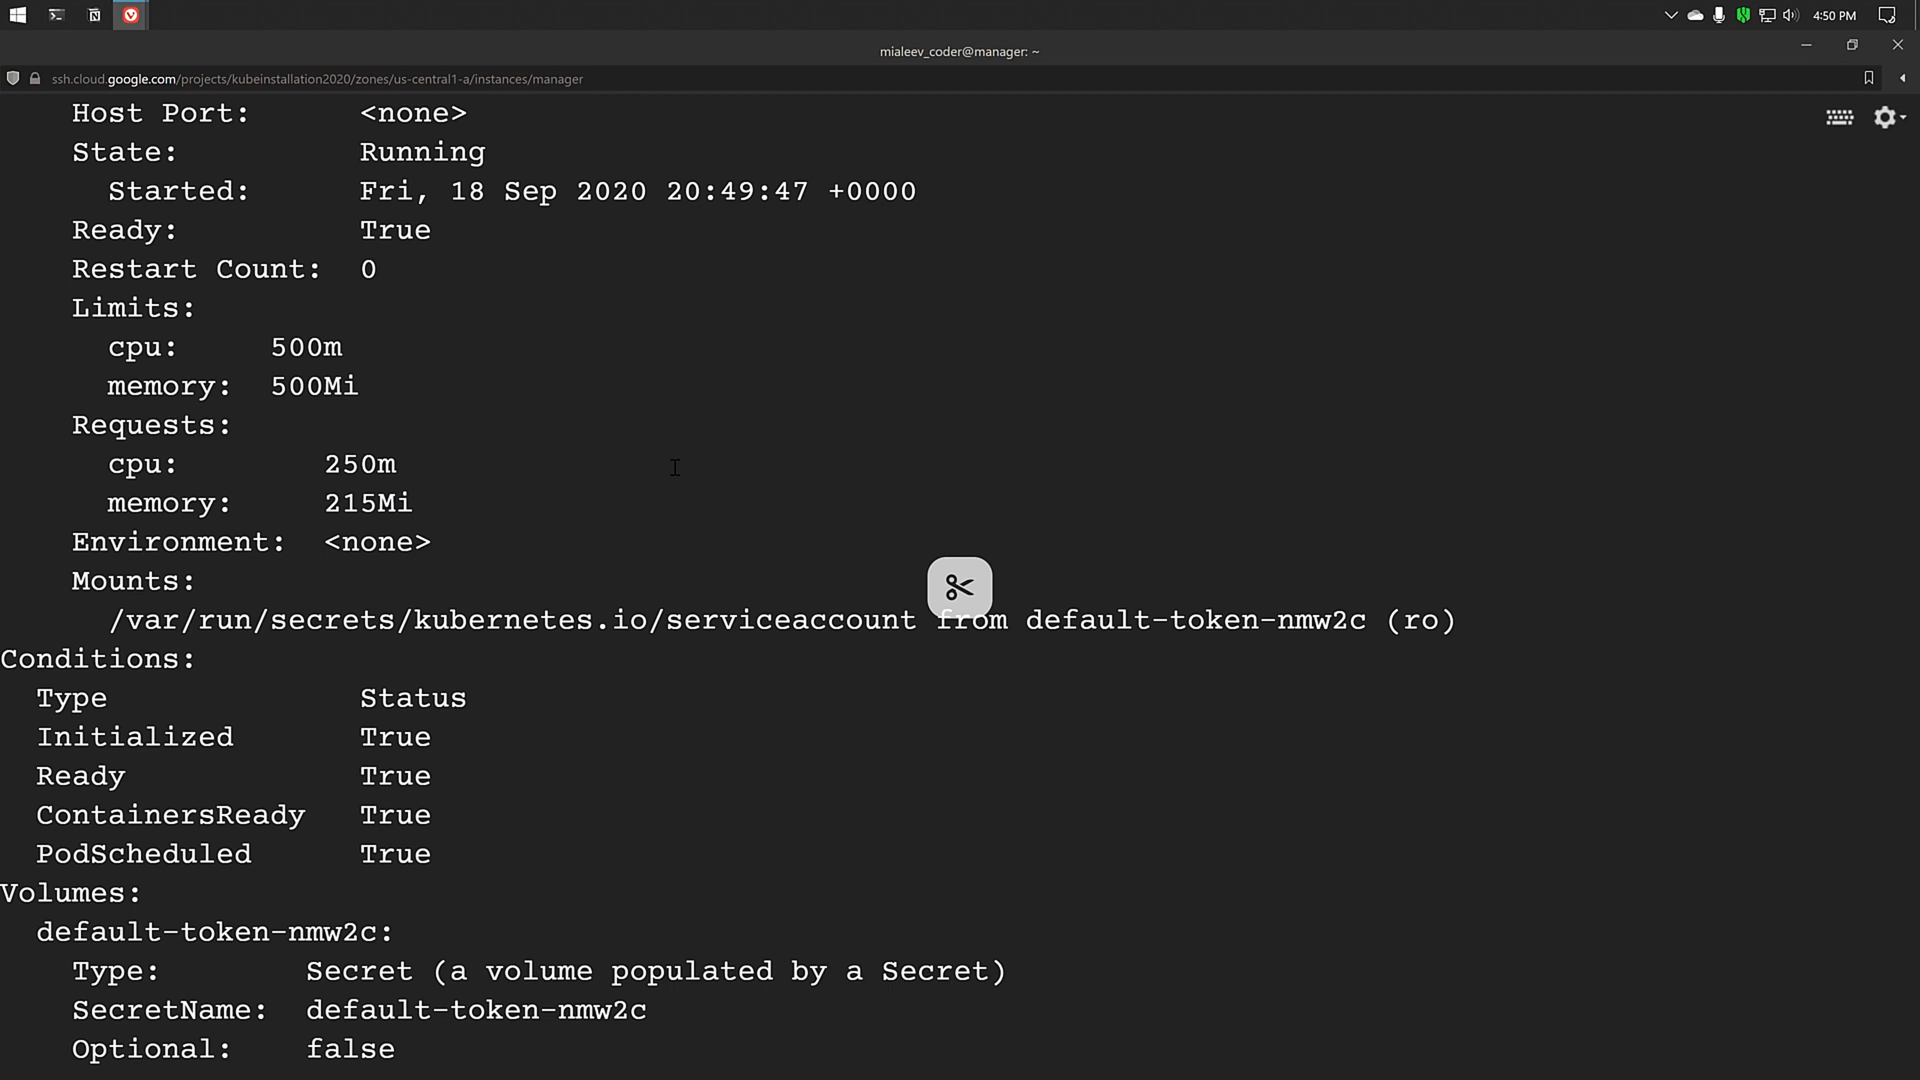 4:50 PM
mialeev_coder@manager: ~
ssh.cloud.google.com/projects/kubeinstallation2020/zones/us-central1-a/instances/manager
Host Port: <none>
State: Running
Started: Fri, 18 Sep 2020 20:49:47 +0000
Ready: True
Restart Count: 0
Limits:
cpu: 500m
memory: 500Mi
Requests:
cpu: 250m
memory: 215Mi
Environment: <none>
Mounts:
/var/run/secrets/kubernetes.io/serviceaccount from default-token-nmw2c (ro)
Conditions:
Type Status
Initialized True
Ready True
ContainersReady True
PodScheduled True
Volumes:
default-token-nmw2c:
Type: Secret (a volume populated by a Secret)
SecretName: default-token-nmw2c
Optional: false